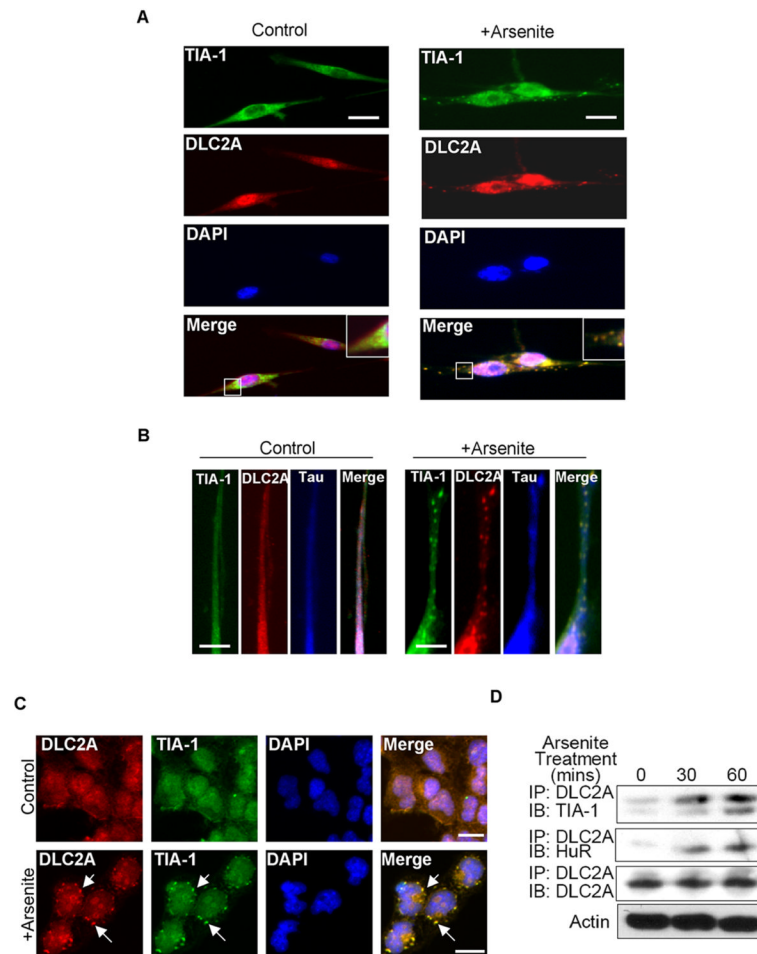 A
Control
+Arsenite
TIA-1
TIA-1
DLC2A
DLC2A
DAPI
DAPI
Merge
Merge
B
Control
+Arsenite
TIA-1 DLC2A Tau Merge
TIA-1 DLC2A Tau Merge
C
Control
DLC2A TIA-1 DAPI Merge
+Arsenite
DLC2A TIA-1 DAPI Merge
D
Arsenite
Treatment
(mins) 0 30 60
IP: DLC2A
IB: TIA-1
IP: DLC2A
IB: HuR
IP: DLC2A
IB: DLC2A
Actin